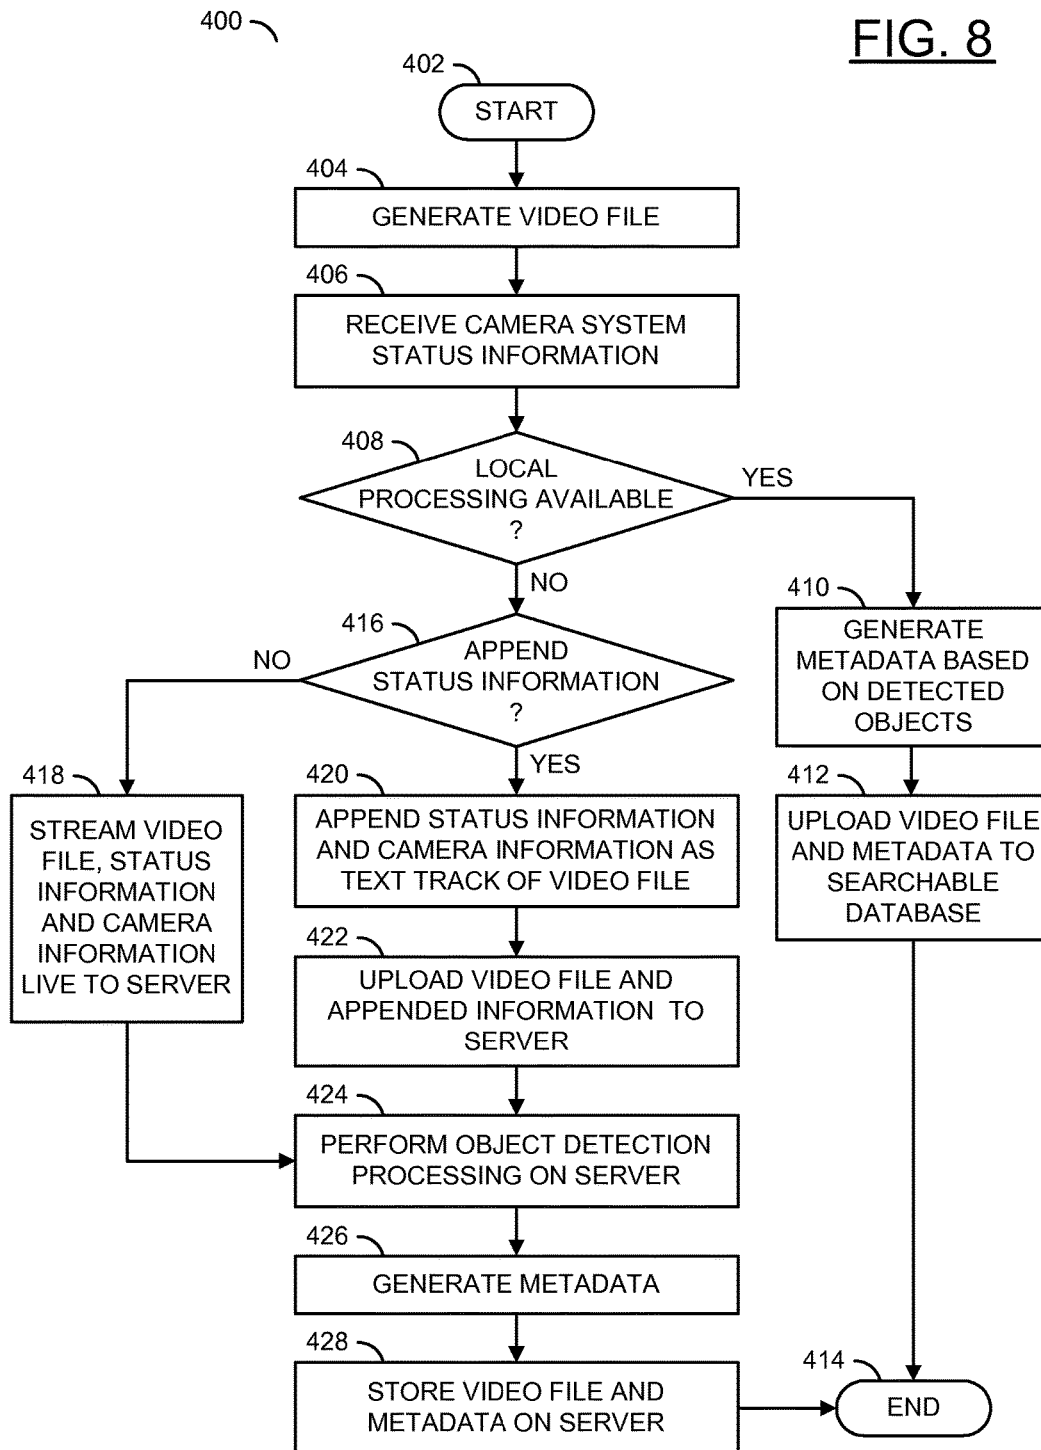 400
FIG. 8
402
START
404
GENERATE VIDEO FILE
406
RECEIVE CAMERA SYSTEM
STATUS INFORMATION
408
LOCAL
PROCESSING AVAILABLE
?
YES
NO
410
GENERATE
METADATA BASED
ON DETECTED
OBJECTS
412
UPLOAD VIDEO FILE
AND METADATA TO
SEARCHABLE
DATABASE
416
APPEND
STATUS INFORMATION
?
NO
YES
418
STREAM VIDEO
FILE, STATUS
INFORMATION
AND CAMERA
INFORMATION
LIVE TO SERVER
420
APPEND STATUS INFORMATION
AND CAMERA INFORMATION AS
TEXT TRACK OF VIDEO FILE
422
UPLOAD VIDEO FILE AND
APPENDED INFORMATION TO
SERVER
424
PERFORM OBJECT DETECTION
PROCESSING ON SERVER
426
GENERATE METADATA
428
STORE VIDEO FILE AND
METADATA ON SERVER
414
END